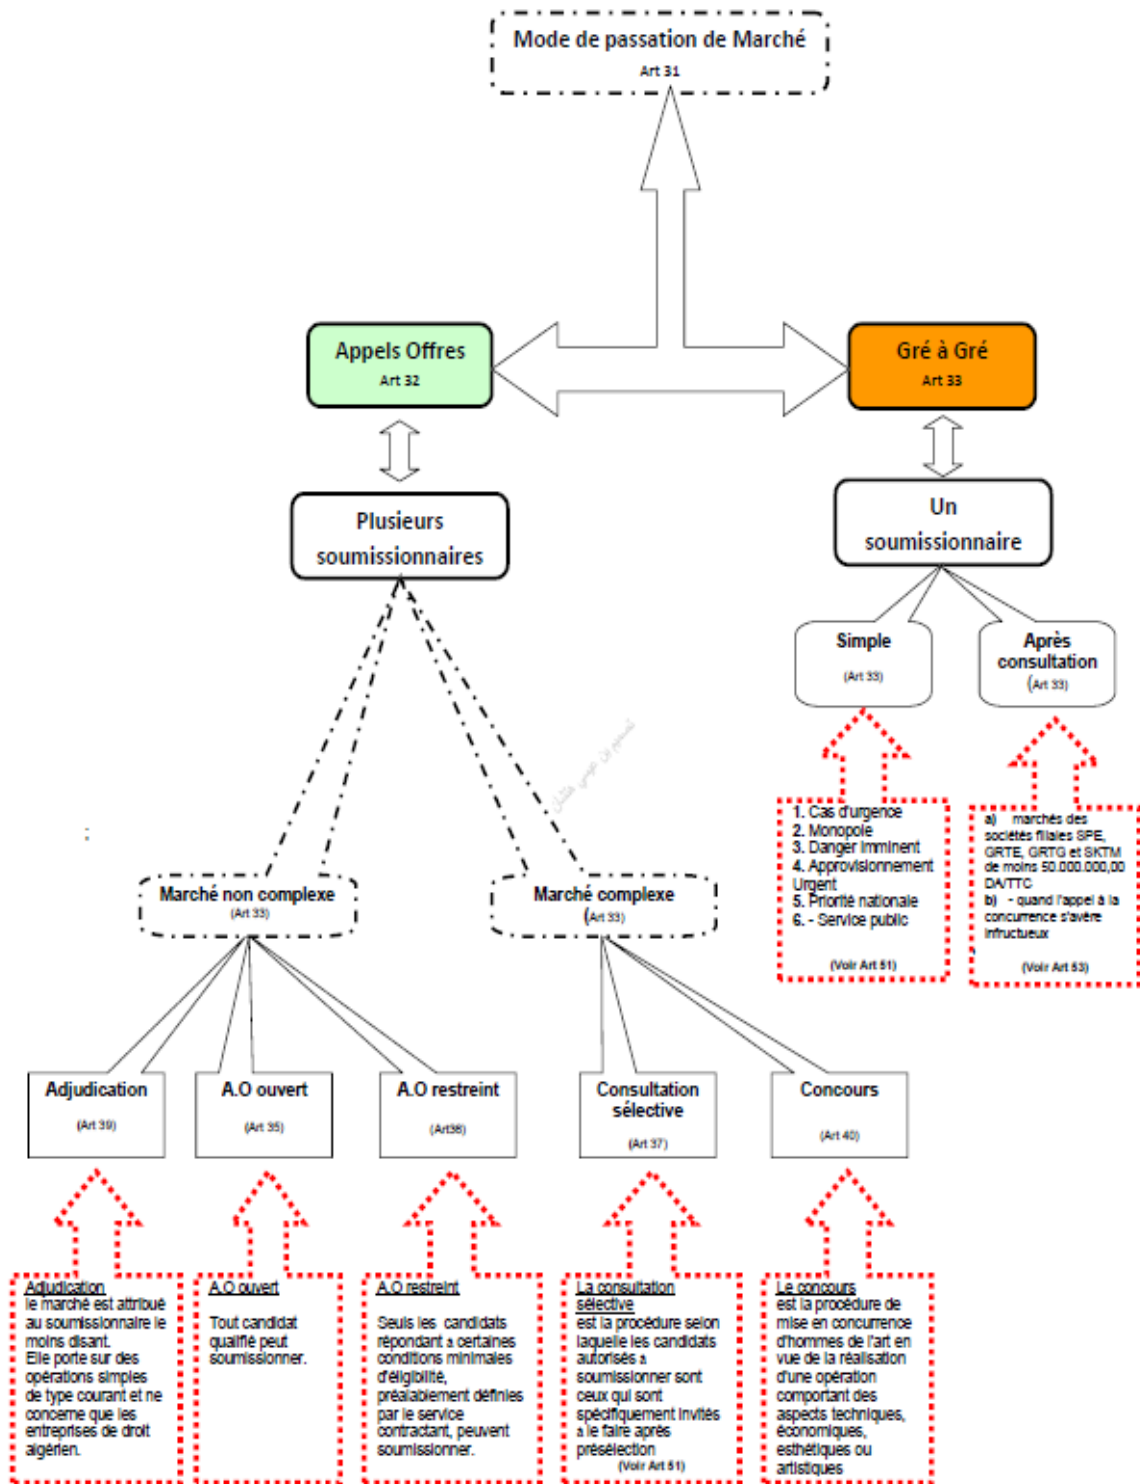 Mode de passation de Marché
Art 31
Appels Offres
Art 32
Gré à Gré
Art 33
Plusieurs
soumissionnaires
Un
soumissionnaire
Simple
(Art 33)
Après
consultation
(Art 33)
1. Cas d'urgence
2. Monopole
3. Danger Imminent
4. Approvisionnement
Urgent
5. Priorité nationale
6. - Service public
(Voir Art 51)
a) marchés des
sociétés filiales SPE,
GRTE, GRTG et SKTM
de moins 50.000.000,00
DA/TTC
b) - quand l'appel à la
concurrence s'avère
Infructueux
(Voir Art 53)
:
Marché non complexe
(Art 33)
Marché complexe
(Art 33)
Adjudication
(Art 39)
A.O ouvert
(Art 35)
A.O restreint
(Art36)
Consultation
sélective
(Art 37)
Concours
(Art 40)
Adjudication
le marché est attribué
au soumissionnaire le
moins disant.
Elle porte sur des
opérations simples
de type courant et ne
concerne que les
entreprises de droit
algérien.
A.O ouvert
Tout candidat
qualifié peut
soumissionner.
A.O restreint
Seuls les candidats
répondant à certaines
conditions minimales
d'éligibilité,
préalablement définies
par le service
contractant, peuvent
soumissionner.
La consultation
sélective
est la procédure selon
laquelle les candidats
autorisés à
soumissionner sont
ceux qui sont
spécifiquement invités
à le faire après
présélection
(Voir Art 51)
Le concours
est la procédure de
mise en concurrence
d'hommes de l'art en
vue de la réalisation
d'une opération
comportant des
aspects techniques,
économiques,
esthétiques ou
artistiques